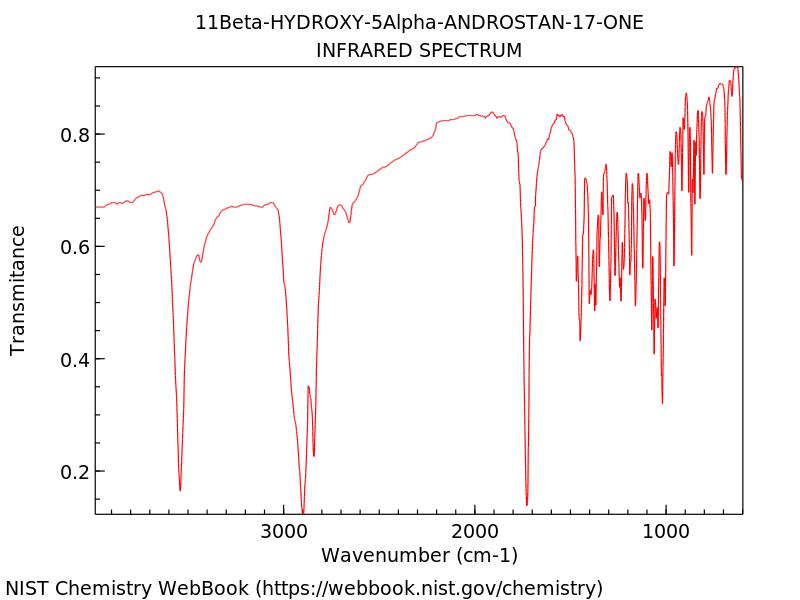 11Beta-HYDROXY-5Alpha-ANDROSTAN-17-ONE
INFRARED SPECTRUM
Transmitance
0.8
0.6
0.4
0.2
3000 2000 1000
Wavenumber (cm-1)
NIST Chemistry WebBook (https://webbook.nist.gov/chemistry)